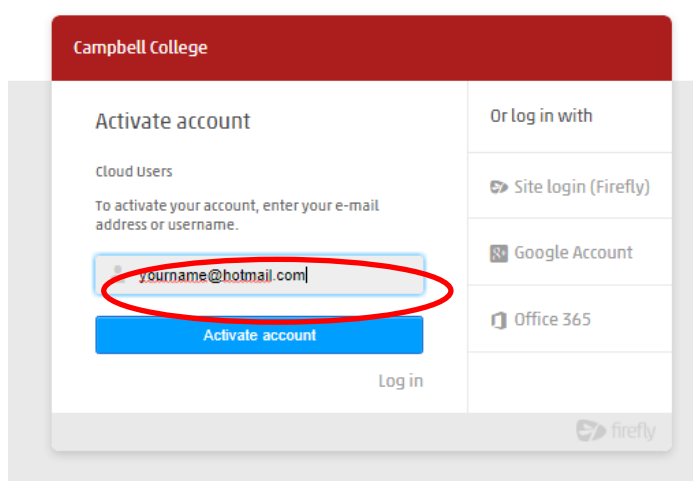 Campbell College
Activate account
Cloud Users
To activate your account, enter your e-mail
address or username.
yourname@hotmail.com
Activate account
Log in
Or log in with
Site login (Firefly)
Google Account
Office 365
firefly